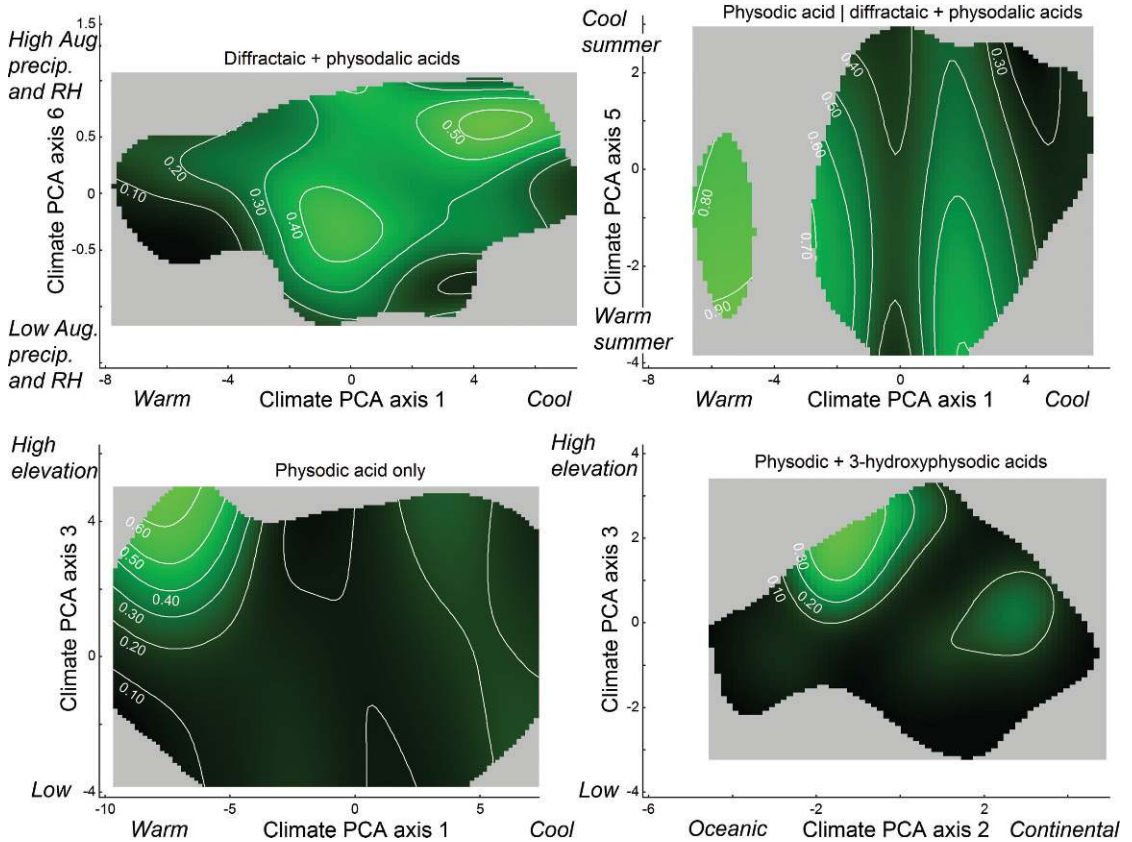 High Aug.
precip.
and RH
Diffractaic + physodalic acids
1.5
0.5
0
-0.5
Climate PCA axis 6
0.10
0.20
0.30
0.40
0.50
Low Aug.
precip.
and RH
-8
-6
-4
-2
0
2
4
6
Warm
Climate PCA axis 1
Cool
Cool
summer
Physodic acid | diffractaic + physodalic acids
2
0
-2
-4
Climate PCA axis 5
0.80
0.90
0.70
0.60
0.50
0.40
0.30
Warm
summer
-8
-4
0
4
Warm
Climate PCA axis 1
Cool
High
elevation
Physodic acid only
4
0
-4
Climate PCA axis 3
0.60
0.50
0.40
0.30
0.20
0.10
Low
-10
-5
0
5
Warm
Climate PCA axis 1
Cool
High
elevation
Physodic + 3-hydroxyphysodic acids
4
2
0
-2
-4
Climate PCA axis 3
0.10
0.20
0.30
Low
-6
-2
2
Oceanic
Climate PCA axis 2
Continental